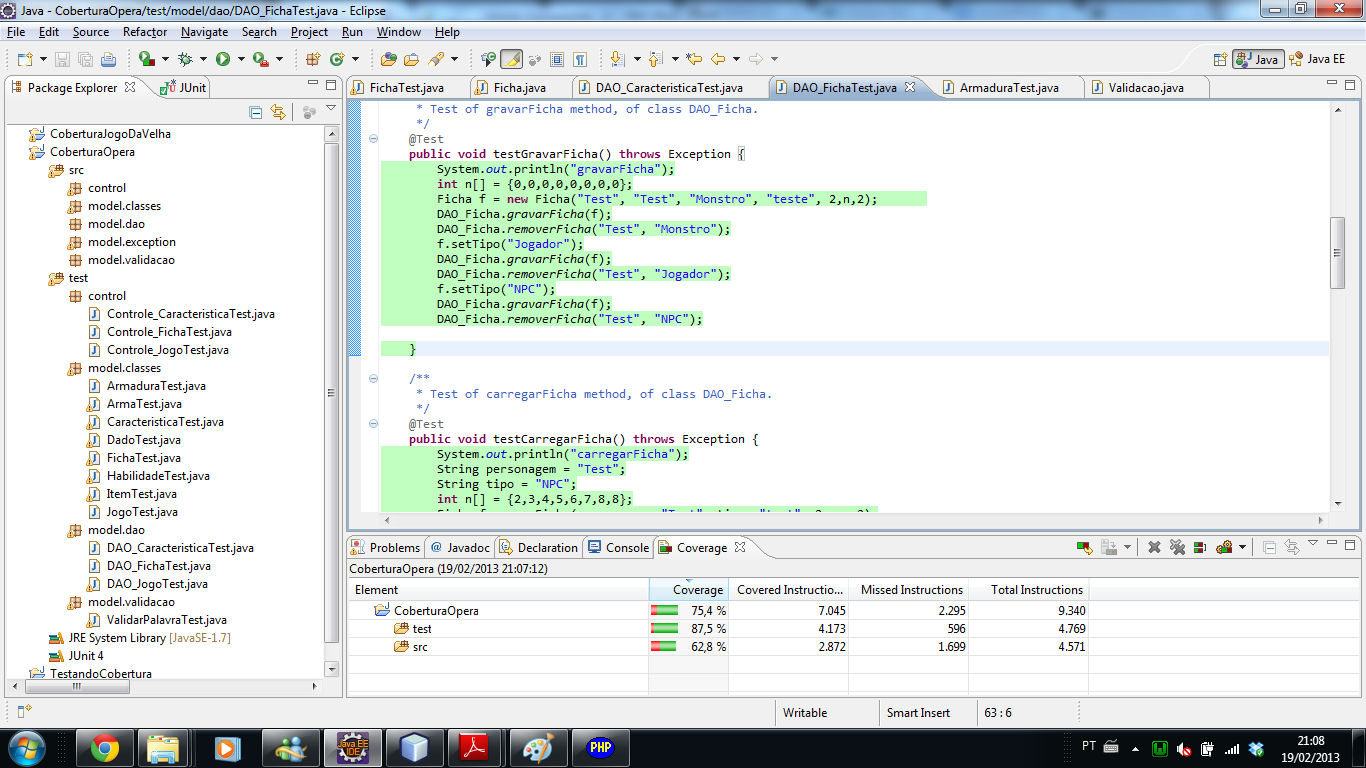 Java - CoberturaOpera/test/model/dao/DAO_FichaTest.java - Eclipse
File Edit Source Refactor Navigate Search Project Run Window Help
Java Java EE
Package Explorer JUnit
FichaTest.java Ficha.java DAO_CaracteristicaTest.java DAO_FichaTest.java ArmaduraTest.java Validacao.java
CoberturaJogoDaVelha
CoberturaOpera
src
control
model.classes
model.dao
model.exception
model.validacao
test
control
Controle_CaracteristicaTest.java
Controle_FichaTest.java
Controle_JogoTest.java
model.classes
ArmaduraTest.java
ArmaTest.java
CaracteristicaTest.java
DadoTest.java
FichaTest.java
HabilidadeTest.java
ItemTest.java
JogoTest.java
model.dao
DAO_CaracteristicaTest.java
DAO_FichaTest.java
DAO_JogoTest.java
model.validacao
ValidarPalavraTest.java
JRE System Library [JavaSE-1.7]
JUnit 4
TestandoCobertura
* Test of gravarFicha method, of class DAO_Ficha.
*/
@Test
public void testGravarFicha() throws Exception {
System.out.println("gravarFicha");
int n[] = {0,0,0,0,0,0,0,0};
Ficha f = new Ficha("Test", "Test", "Monstro", "teste", 2,n,2);
DAO_Ficha.gravarFicha(f);
DAO_Ficha.removerFicha("Test", "Monstro");
f.setTipo("Jogador");
DAO_Ficha.gravarFicha(f);
DAO_Ficha.removerFicha("Test", "Jogador");
f.setTipo("NPC");
DAO_Ficha.gravarFicha(f);
DAO_Ficha.removerFicha("Test", "NPC");
}
/**
* Test of carregarFicha method, of class DAO_Ficha.
*/
@Test
public void testCarregarFicha() throws Exception {
System.out.println("carregarFicha");
String personagem = "Test";
String tipo = "NPC";
int n[] = {2,3,4,5,6,7,8,8};
Problems @ Javadoc Declaration Console Coverage
CoberturaOpera (19/02/2013 21:07:12)
Element Coverage Covered Instructio... Missed Instructions Total Instructions
CoberturaOpera 75,4 % 7.045 2.295 9.340
test 87,5 % 4.173 596 4.769
src 62,8 % 2.872 1.699 4.571
Writable Smart Insert 63 : 6
Java EE IDE PHP PT 21:08
19/02/2013